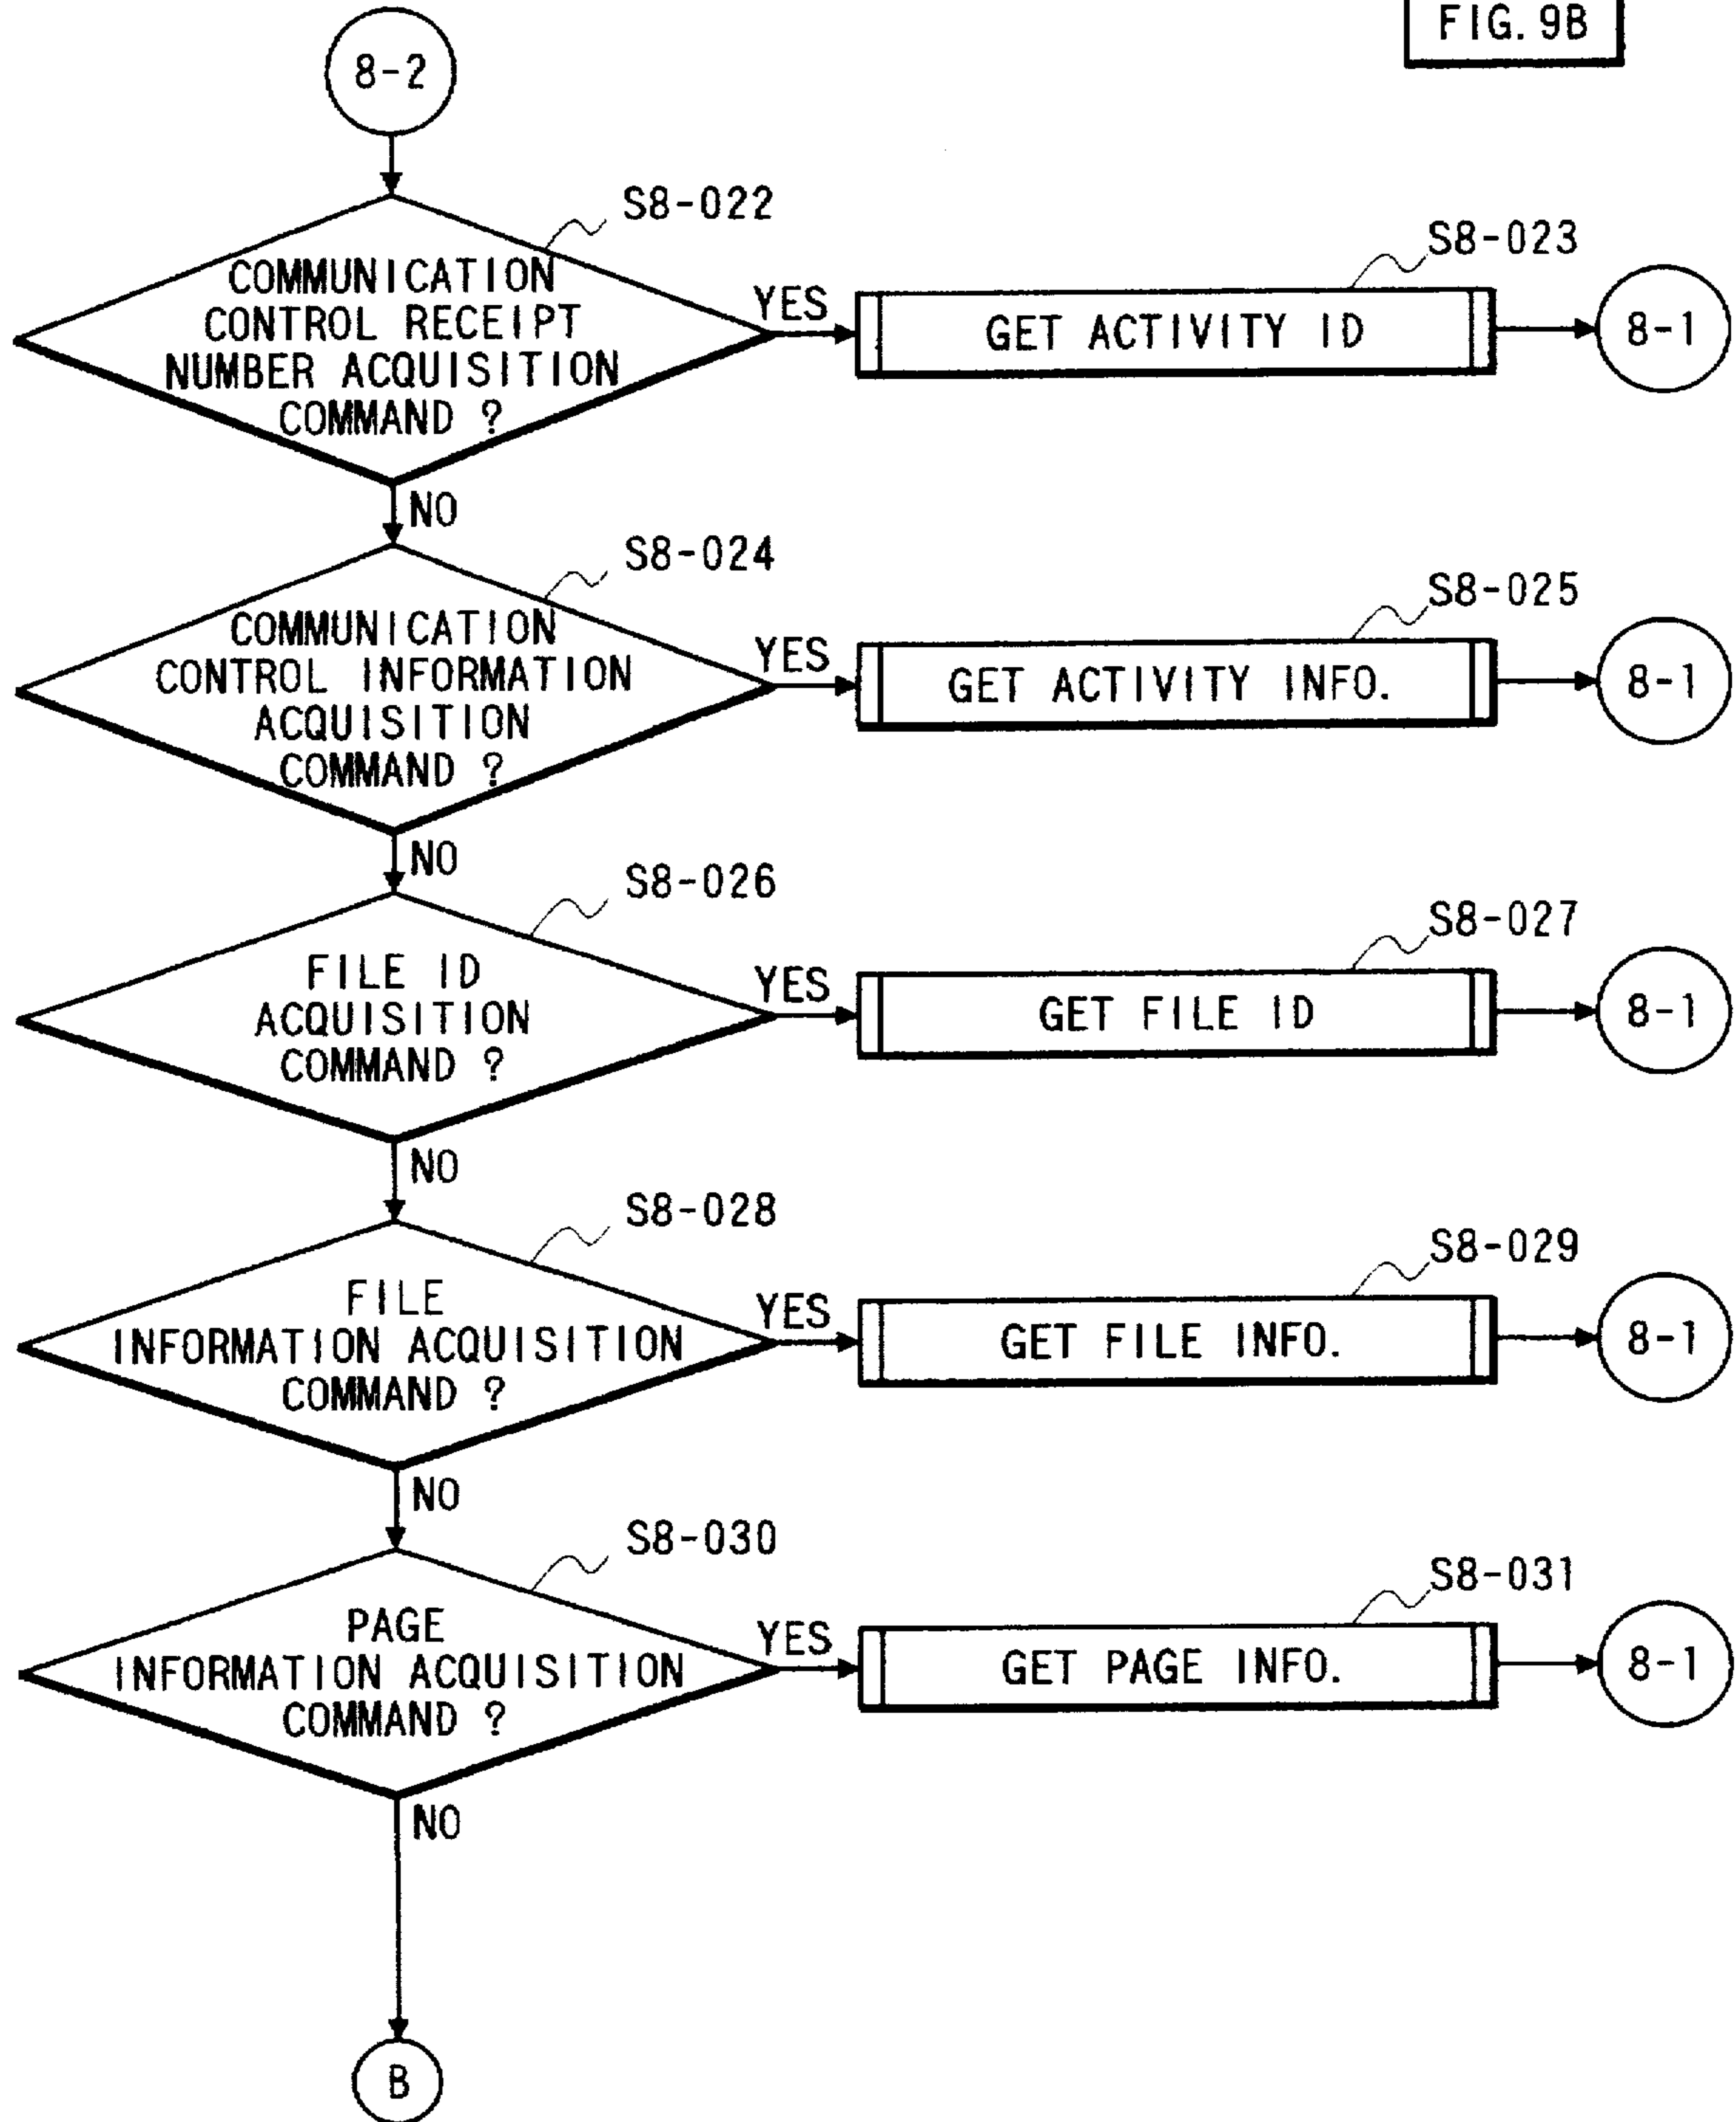 FIG. 9B
8-2
S8-022
COMMUNICATION
CONTROL RECEIPT
NUMBER ACQUISITION
COMMAND ?
YES
S8-023
GET ACTIVITY ID
8-1
NO
S8-024
COMMUNICATION
CONTROL INFORMATION
ACQUISITION
COMMAND ?
YES
S8-025
GET ACTIVITY INFO.
8-1
NO
S8-026
FILE ID
ACQUISITION
COMMAND ?
YES
S8-027
GET FILE ID
8-1
NO
S8-028
FILE
INFORMATION ACQUISITION
COMMAND ?
YES
S8-029
GET FILE INFO.
8-1
NO
S8-030
PAGE
INFORMATION ACQUISITION
COMMAND ?
YES
S8-031
GET PAGE INFO.
8-1
NO
B